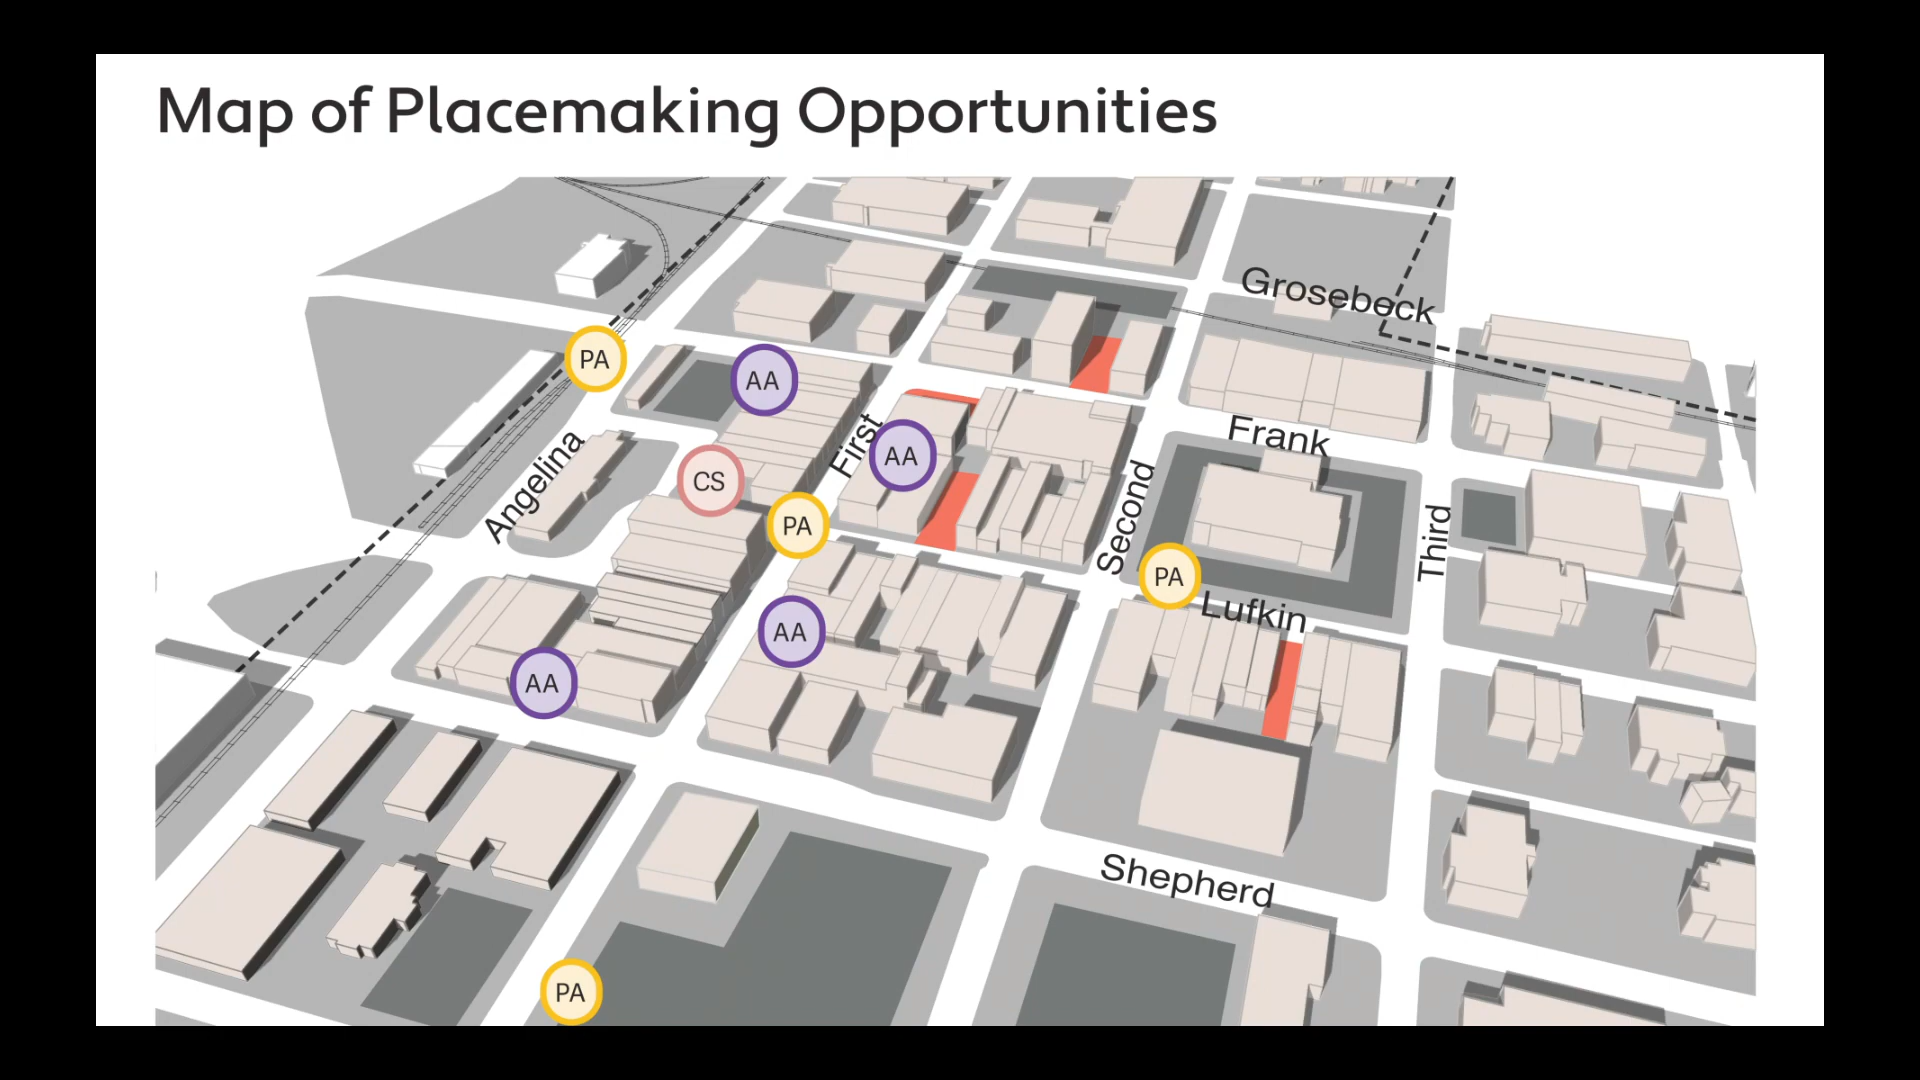 Map of Placemaking Opportunities
Grosebeck
PA
AA
Frank
First
AA
Angelina
CS
Second
PA
Third
PA
Lufkin
AA
AA
Shepherd
PA